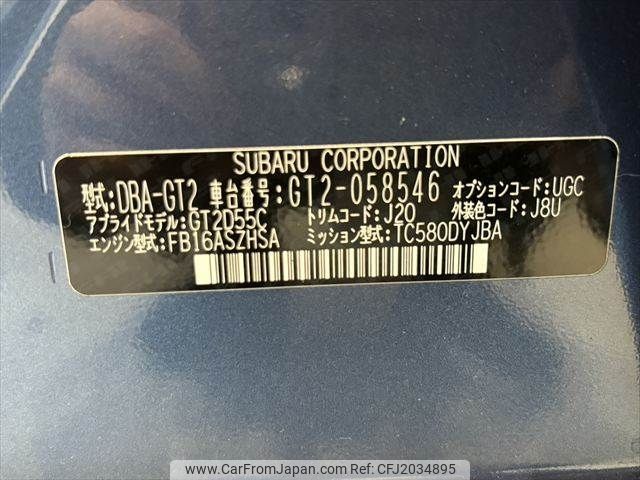 SUBARU CORPORATION
型式:DBA-GT2 車台番号:GT2-058546 オプションコード:UGC
アプライドモデル:GT2D55C トリムコード:J20 外装色コード:J8U
エンジン型式:FB16ASZHSA ミッション型式:TC580DYJBA
CAR FROM JAPAN
carfromjapan.com - CFJ2034895